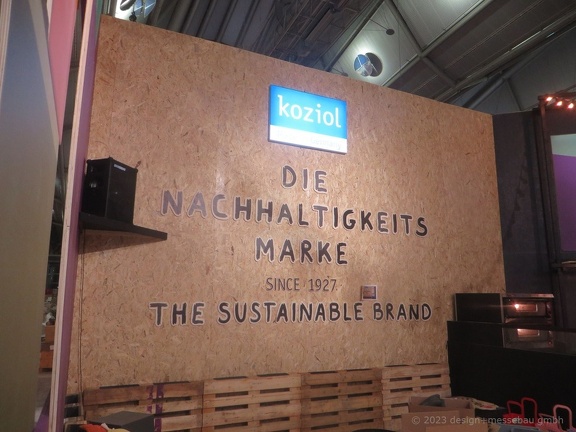 koziol
DIE
NACHHALTIGKEITS
MARKE
SINCE 1927
THE SUSTAINABLE BRAND
© 2023 design+messebau gmbh